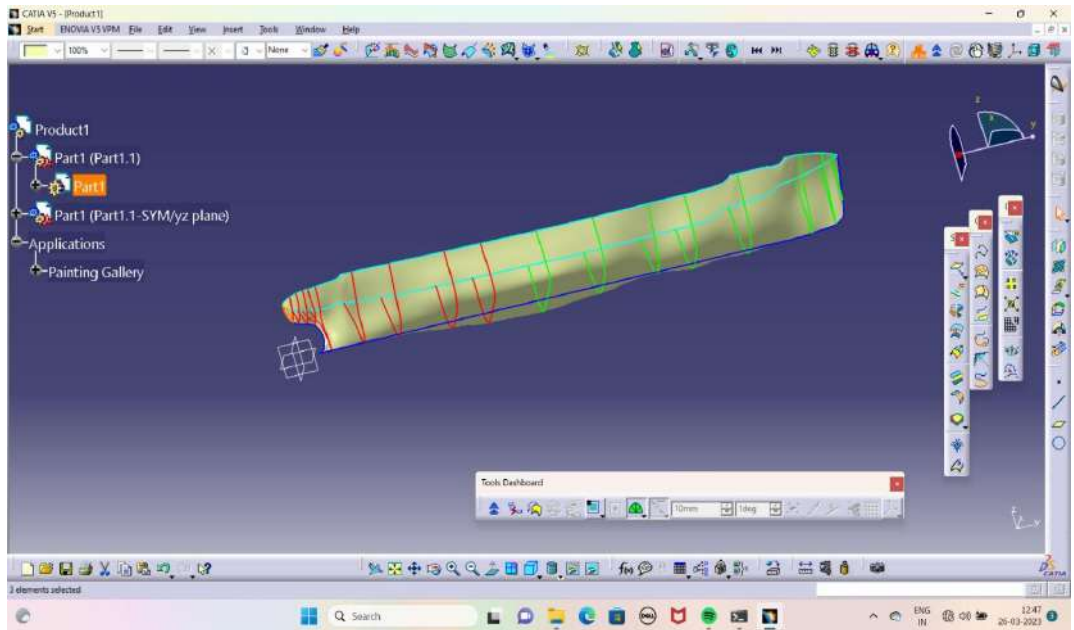 CATIA V5 - [Product1]
Start ENOVIA V5 VPM File Edit View Insert Tools Window Help
100% None
Product1
Part1 (Part1.1)
Part1
Part1 (Part1.1-SYM/yz plane)
Applications
Painting Gallery
z
x
y
Tools Dashboard
10mm 1deg
3 elements selected
CATIA
Search
DELL
ENG
IN
12:47
26-03-2023